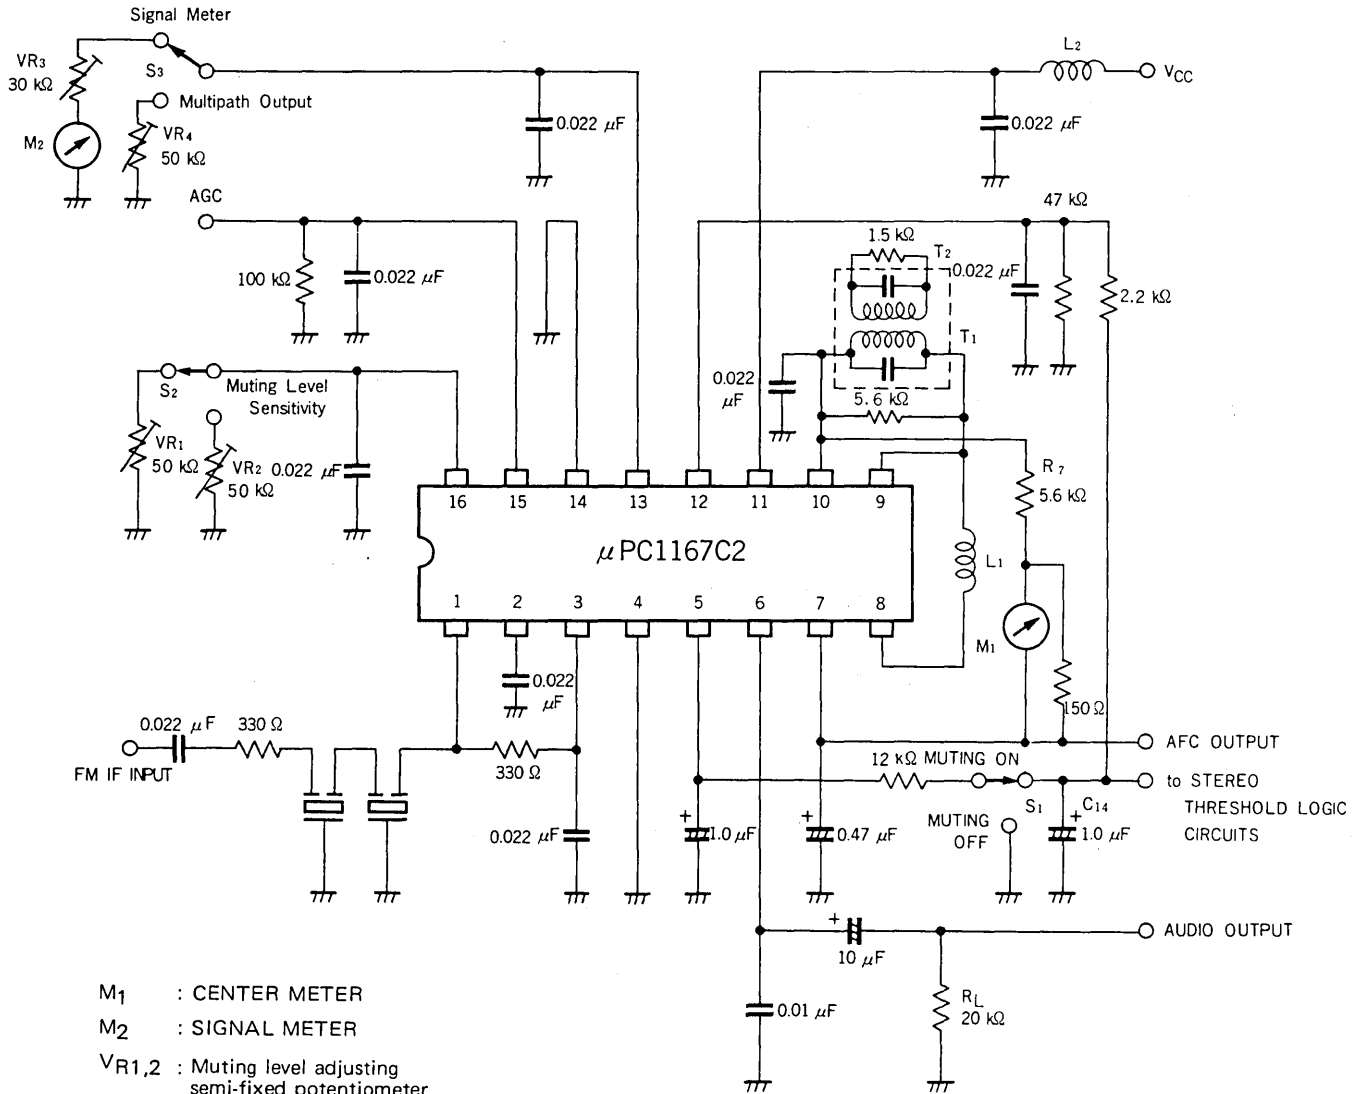 Signal Meter
L2
VR3
30 kΩ
S3
VCC
Multipath Output
VR4
50 kΩ
0.022 μF
0.022 μF
M2
AGC
47 kΩ
1.5 kΩ
T2
100 kΩ
0.022 μF
0.022 μF
2.2 kΩ
T1
S2
Muting Level
Sensitivity
0.022
μF
5.6 kΩ
VR1
50 kΩ
VR2
50 kΩ
0.022 μF
R7
5.6 kΩ
16 15 14 13 12 11 10 9
μPC1167C2
L1
1 2 3 4 5 6 7 8
M1
0.022
μF
150 Ω
0.022 μF
330 Ω
AFC OUTPUT
FM IF INPUT
330 Ω
12 kΩ MUTING ON
to STEREO
THRESHOLD LOGIC
CIRCUITS
S1
C14
0.022 μF
+
1.0 μF
0.47 μF
MUTING
OFF
+
1.0 μF
+
10 μF
AUDIO OUTPUT
0.01 μF
RL
20 kΩ
M1 : CENTER METER
M2 : SIGNAL METER
VR1,2 : Muting level adjusting
semi-fixed potentiometer